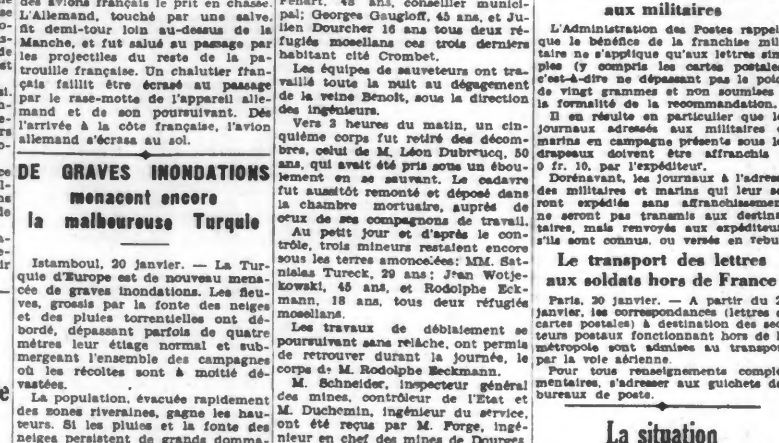 des avions français le prit en chasse.
L'Allemand, touché par une salve,
fit demi-tour loin au-dessus de la
Manche, et fut salué au passage par
les projectiles du reste de la pa-
trouille française. Un chalutier fran-
çais faillit être écrasé au passage
par le rase-motte de l'appareil alle-
mand et de son poursuivant. Dès
l'arrivée à la côte française, l'avion
allemand s'écrasa au sol.
DE GRAVES INONDATIONS
menacent encore
la malheureuse Turquie
Istamboul, 20 janvier. — La Tur-
quie d'Europe est de nouveau mena-
cée de graves inondations. Les fleu-
ves, grossis par la fonte des neiges
et des pluies torrentielles ont dé-
bordé, dépassant parfois de quatre
mètres leur étiage normal et sub-
mergeant l'ensemble des campagnes
où les récoltes sont à moitié dé-
vastées.
La population, évacuée rapidement
des zones riveraines, gagne les hau-
teurs. Si les pluies et la fonte des
neiges persistent de grands domma-
48 ans, conseiller munici-
pal; Georges Gaugloff, 45 ans, et Ju-
lien Dourcher 16 ans tous deux ré-
fugiés mosellans ces trois derniers
habitant cité Crombet.
Les équipes de sauveteurs ont tra-
vaillé toute la nuit au dégagement
de la veine Benoît, sous la direction
des ingénieurs.
Vers 3 heures du matin, un cin-
quième corps fut retiré des décom-
bres, celui de M. Léon Dubreucq, 50
ans, qui avait été pris sous un ébou-
lement en se sauvant. Le cadavre
fut aussitôt remonté et déposé dans
la chambre mortuaire, auprès de
ceux de ses compagnons de travail.
Au petit jour et d'après le con-
trôle, trois mineurs restaient encore
sous les terres amoncelées: MM. Sat-
nislas Tureck, 29 ans; Jean Wotje-
kowski, 45 ans, et Rodolphe Eck-
mann, 18 ans, tous deux réfugiés
mosellans.
Les travaux de déblaiement se
poursuivant sans relâche, ont permis
de retrouver durant la journée, le
corps de M. Rodolphe Beckmann.
M. Schneider, inspecteur général
des mines, contrôleur de l'Etat et
M. Duchemin, ingénieur du service,
ont été reçus par M. Forge, ingé-
nieur en chef des mines de Dourges
aux militaires
L'Administration des Postes rappel
que le bénéfice de la franchise mili
taire ne s'applique qu'aux lettres sim
ples (y compris les cartes postales
c'est-à-dire ne dépassant pas le poid
de vingt grammes et non soumises
la formalité de la recommandation.
Il en résulte en particulier que le
journaux adressés aux militaires
marins en campagne présents sous le
drapeaux doivent être affranchis
0 fr. 10, par l'expéditeur.
Dorénavant, les journaux à l'adress
des militaires et marins qui leur se
ront expédiés sans affranchissemen
ne seront pas transmis aux destina
taires, mais renvoyés aux expéditeur
s'ils sont connus, ou versés en rebut
Le transport des lettres
aux soldats hors de France
Paris, 20 janvier. — A partir du 2
janvier, les correspondances (lettres e
cartes postales) à destination des sec
teurs postaux fonctionnant hors de l
métropole sont admises au transpor
par la voie aérienne.
Pour tous renseignements complé
mentaires, s'adresser aux guichets de
bureaux de poste.
La situation